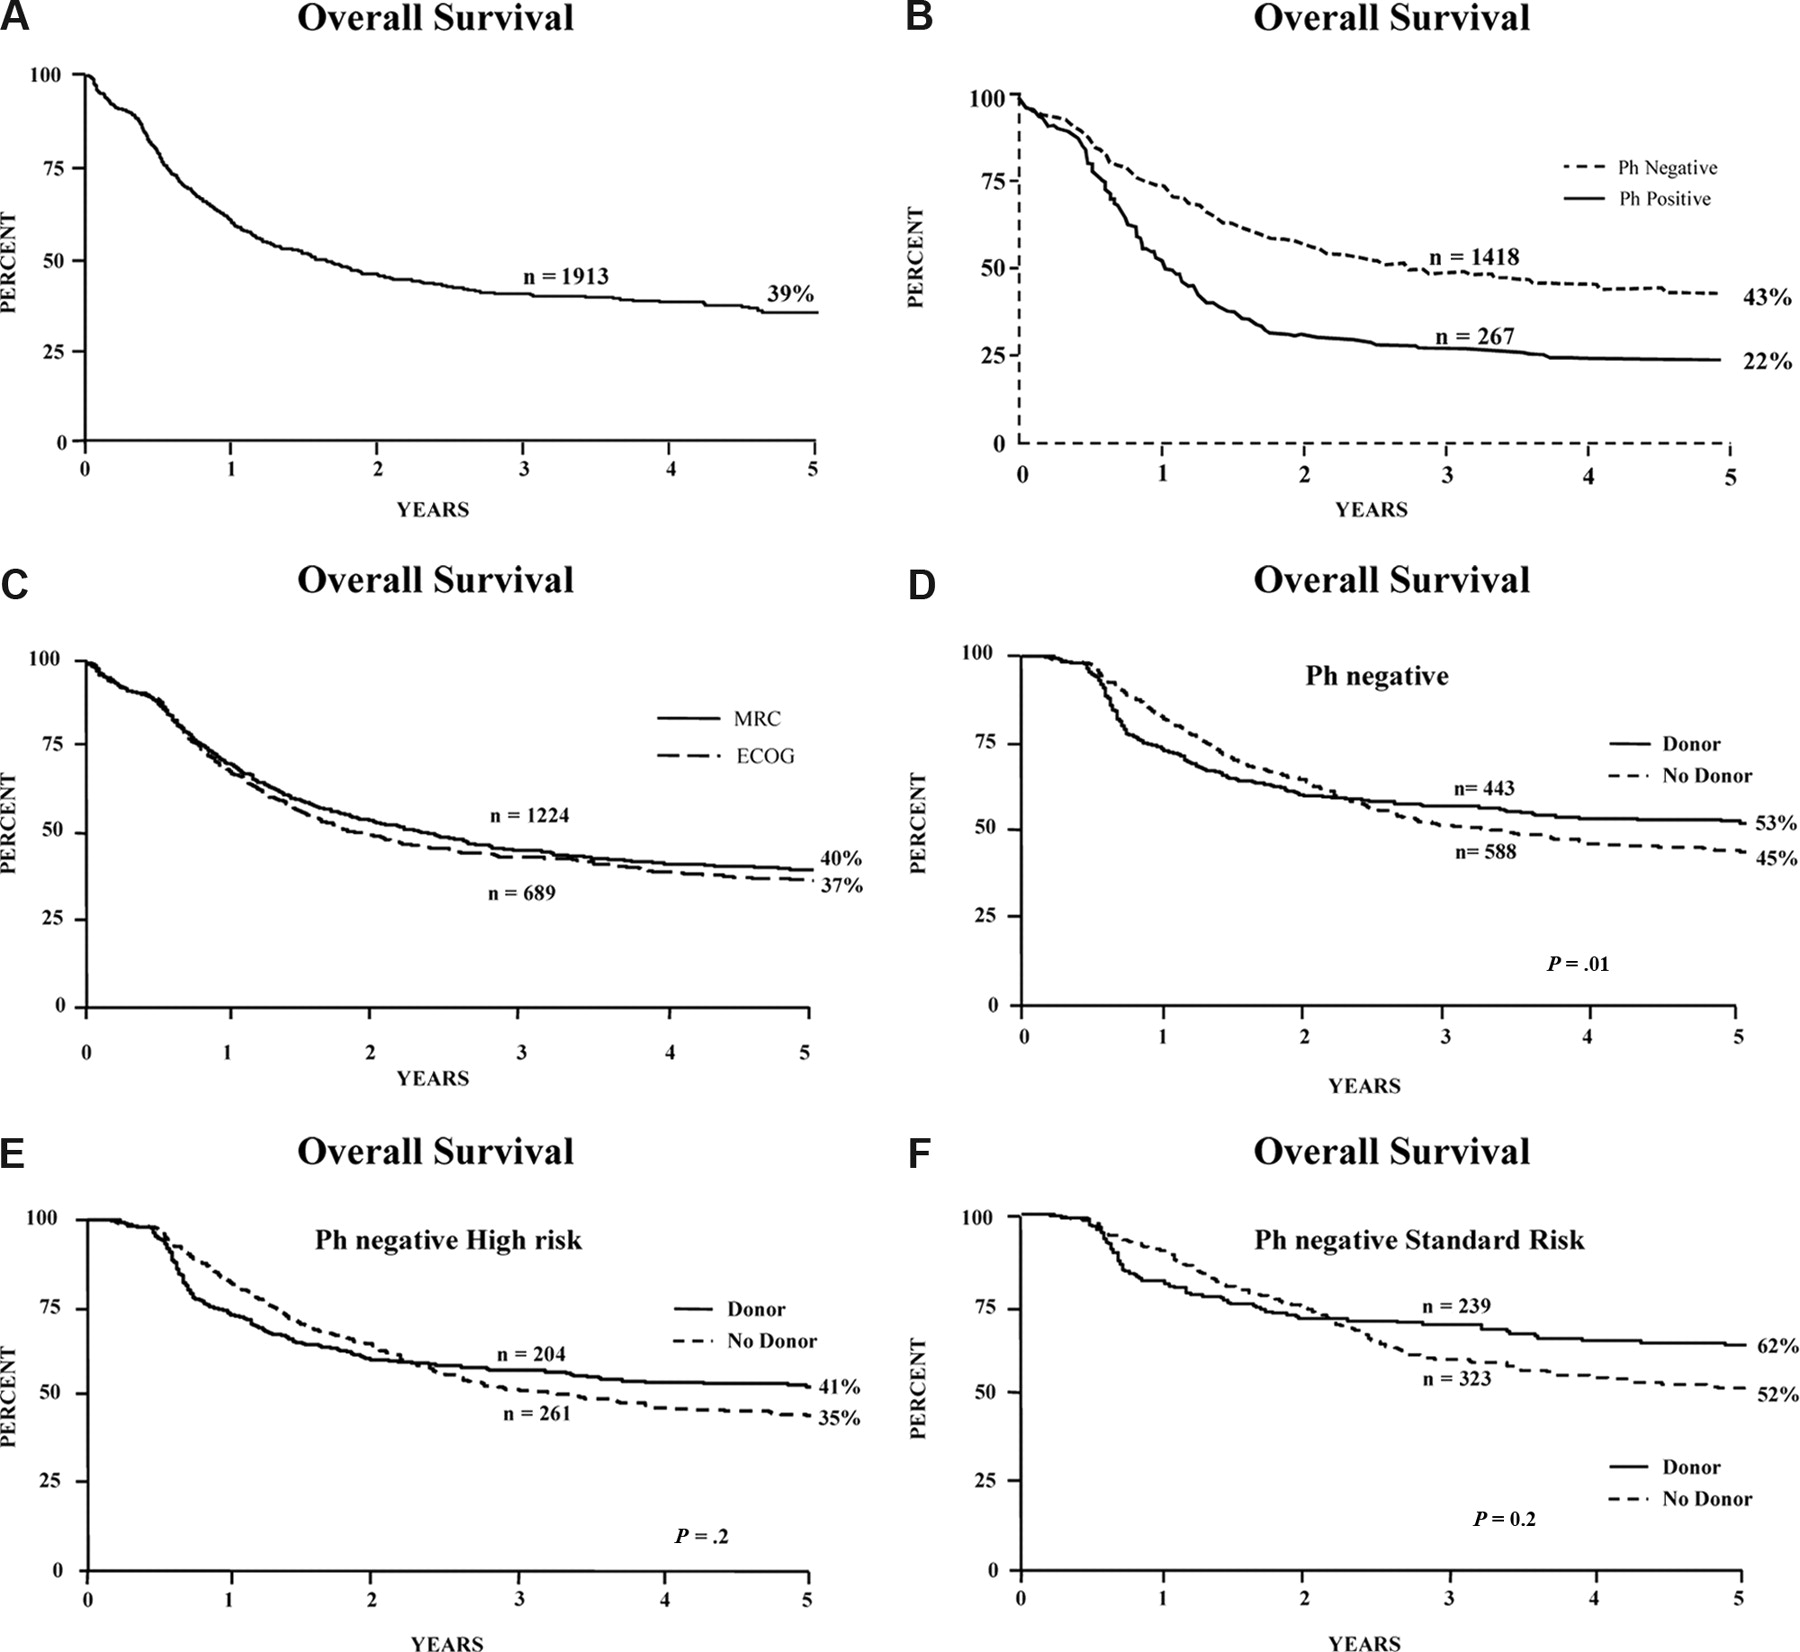 A
Overall Survival
100
75
50
25
0
PERCENT
n = 1913
39%
0 1 2 3 4 5
YEARS
B
Overall Survival
100
75
50
25
0
PERCENT
Ph Negative
Ph Positive
n = 1418
43%
n = 267
22%
0 1 2 3 4 5
YEARS
C
Overall Survival
100
75
50
25
0
PERCENT
MRC
ECOG
n = 1224
40%
37%
n = 689
0 1 2 3 4 5
YEARS
D
Overall Survival
Ph negative
100
75
50
25
0
PERCENT
Donor
No Donor
n= 443
53%
n= 588
45%
P = .01
0 1 2 3 4 5
YEARS
E
Overall Survival
Ph negative High risk
100
75
50
25
0
PERCENT
Donor
No Donor
n = 204
41%
n = 261
35%
P = .2
0 1 2 3 4 5
YEARS
F
Overall Survival
Ph negative Standard Risk
100
75
50
25
0
PERCENT
n = 239
62%
n = 323
52%
Donor
No Donor
P = 0.2
0 1 2 3 4 5
YEARS